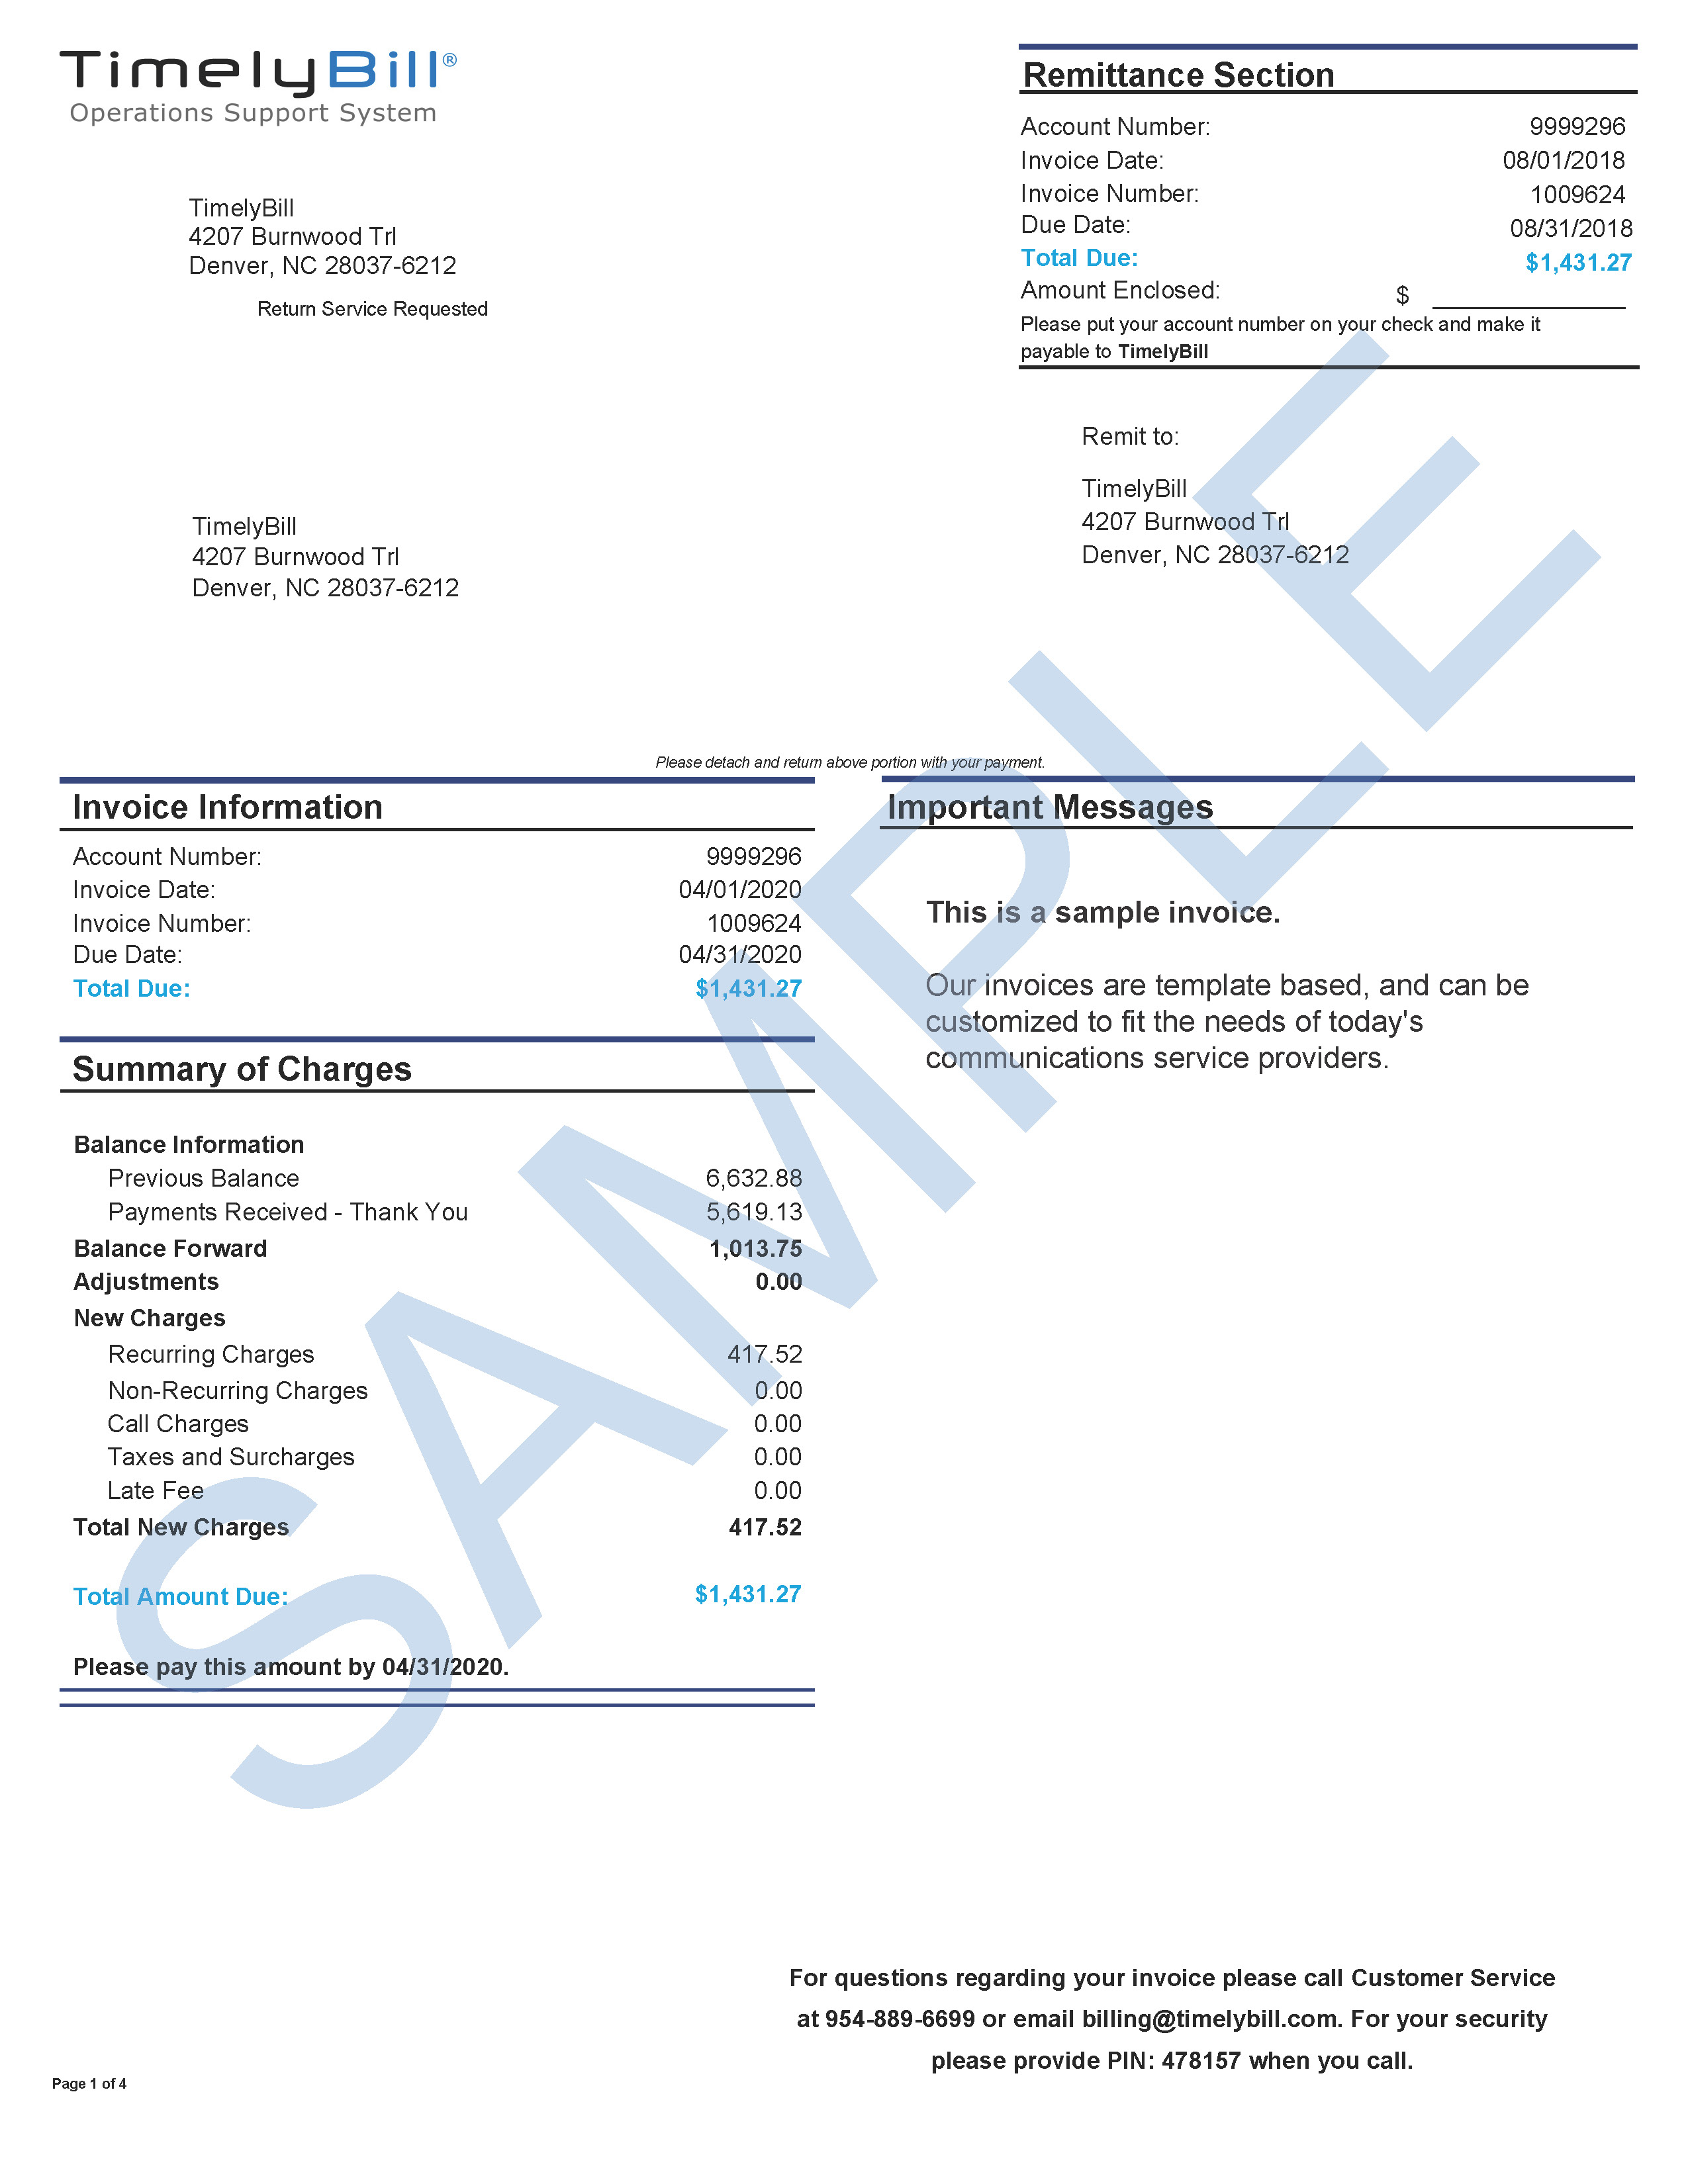 TimelyBill®
Operations Support System
TimelyBill
4207 Burnwood Trl
Denver, NC 28037-6212
Return Service Requested
Remittance Section
Account Number: 9999296
Invoice Date: 08/01/2018
Invoice Number: 1009624
Due Date: 08/31/2018
Total Due: $1,431.27
Amount Enclosed: $
Please put your account number on your check and make it
payable to TimelyBill
Remit to:
TimelyBill
4207 Burnwood Trl
Denver, NC 28037-6212
TimelyBill
4207 Burnwood Trl
Denver, NC 28037-6212
Please detach and return above portion with your payment.
Invoice Information
Account Number: 9999296
Invoice Date: 04/01/2020
Invoice Number: 1009624
Due Date: 04/31/2020
Total Due: $1,431.27
Important Messages
This is a sample invoice.
Our invoices are template based, and can be
customized to fit the needs of today's
communications service providers.
Summary of Charges
Balance Information
Previous Balance 6,632.88
Payments Received - Thank You 5,619.13
Balance Forward 1,013.75
Adjustments 0.00
New Charges
Recurring Charges 417.52
Non-Recurring Charges 0.00
Call Charges 0.00
Taxes and Surcharges 0.00
Late Fee 0.00
Total New Charges 417.52
Total Amount Due: $1,431.27
Please pay this amount by 04/31/2020.
SAMPLE
For questions regarding your invoice please call Customer Service
at 954-889-6699 or email billing@timelybill.com. For your security
please provide PIN: 478157 when you call.
Page 1 of 4